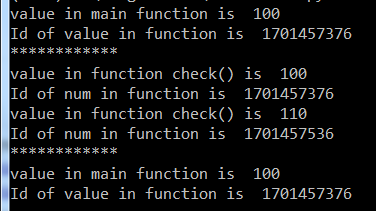 value in main function is  100
Id of value in function is  1701457376
************
value in function check() is  100
Id of num in function is  1701457376
value in function check() is  110
Id of num in function is  1701457536
************
value in main function is  100
Id of value in function is  1701457376